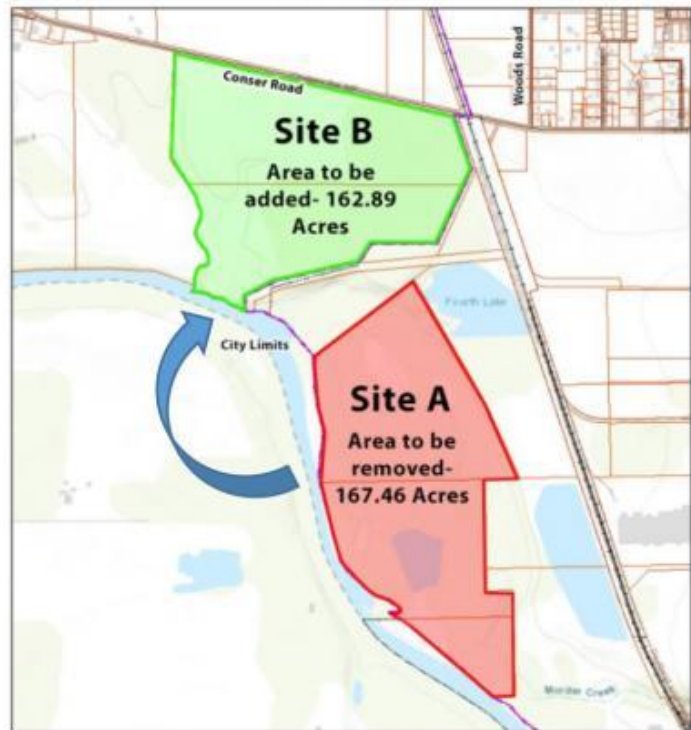 Conser Road
Woods Road
Site B
Area to be
added- 162.89
Acres
Fourth Lake
City Limits
Site A
Area to be
removed-
167.46 Acres
Murder Creek